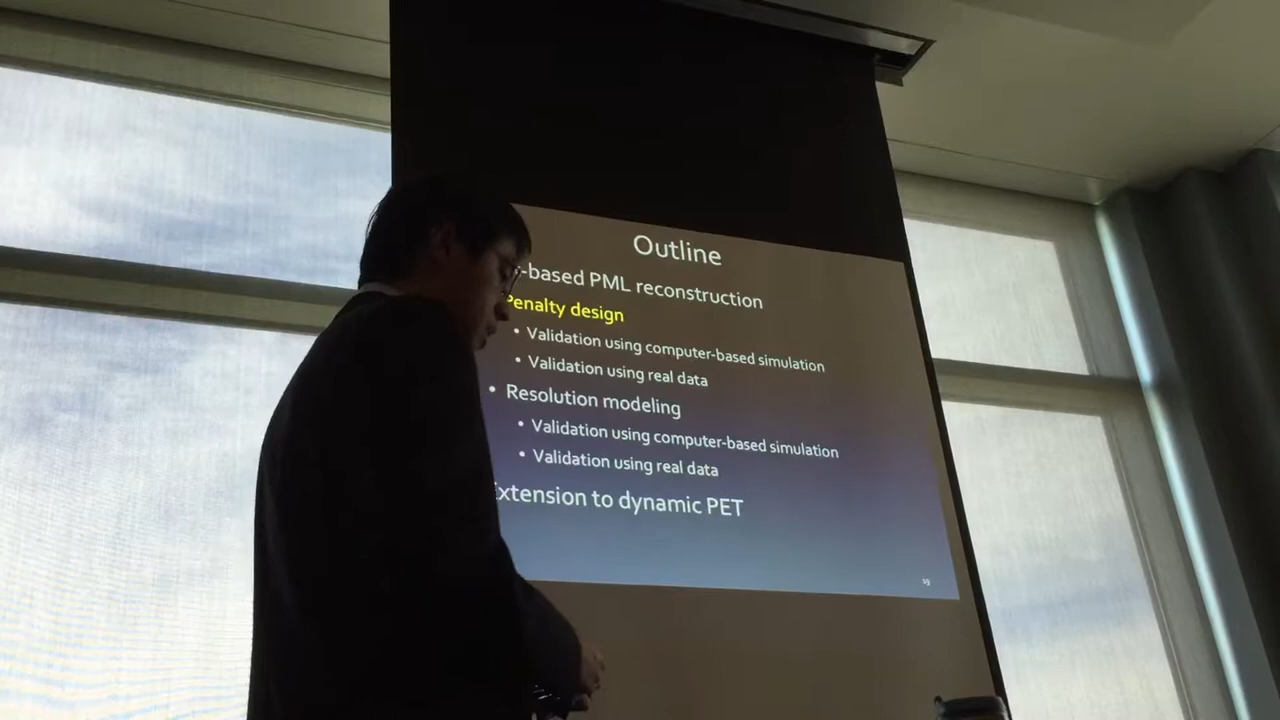 Outline
-based PML reconstruction
Penalty design
• Validation using computer-based simulation
• Validation using real data
• Resolution modeling
• Validation using computer-based simulation
• Validation using real data
Extension to dynamic PET
19